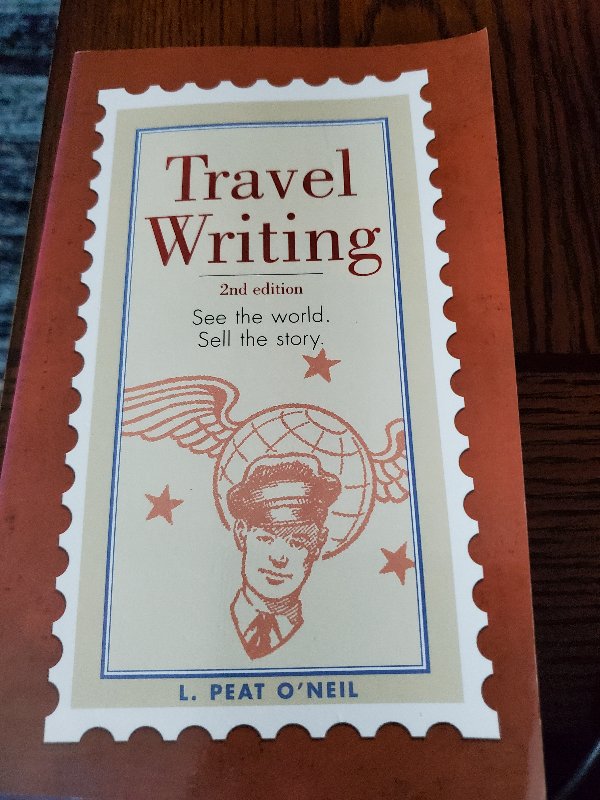 Travel
Writing
2nd edition
See the world.
Sell the story.
L. PEAT O'NEIL